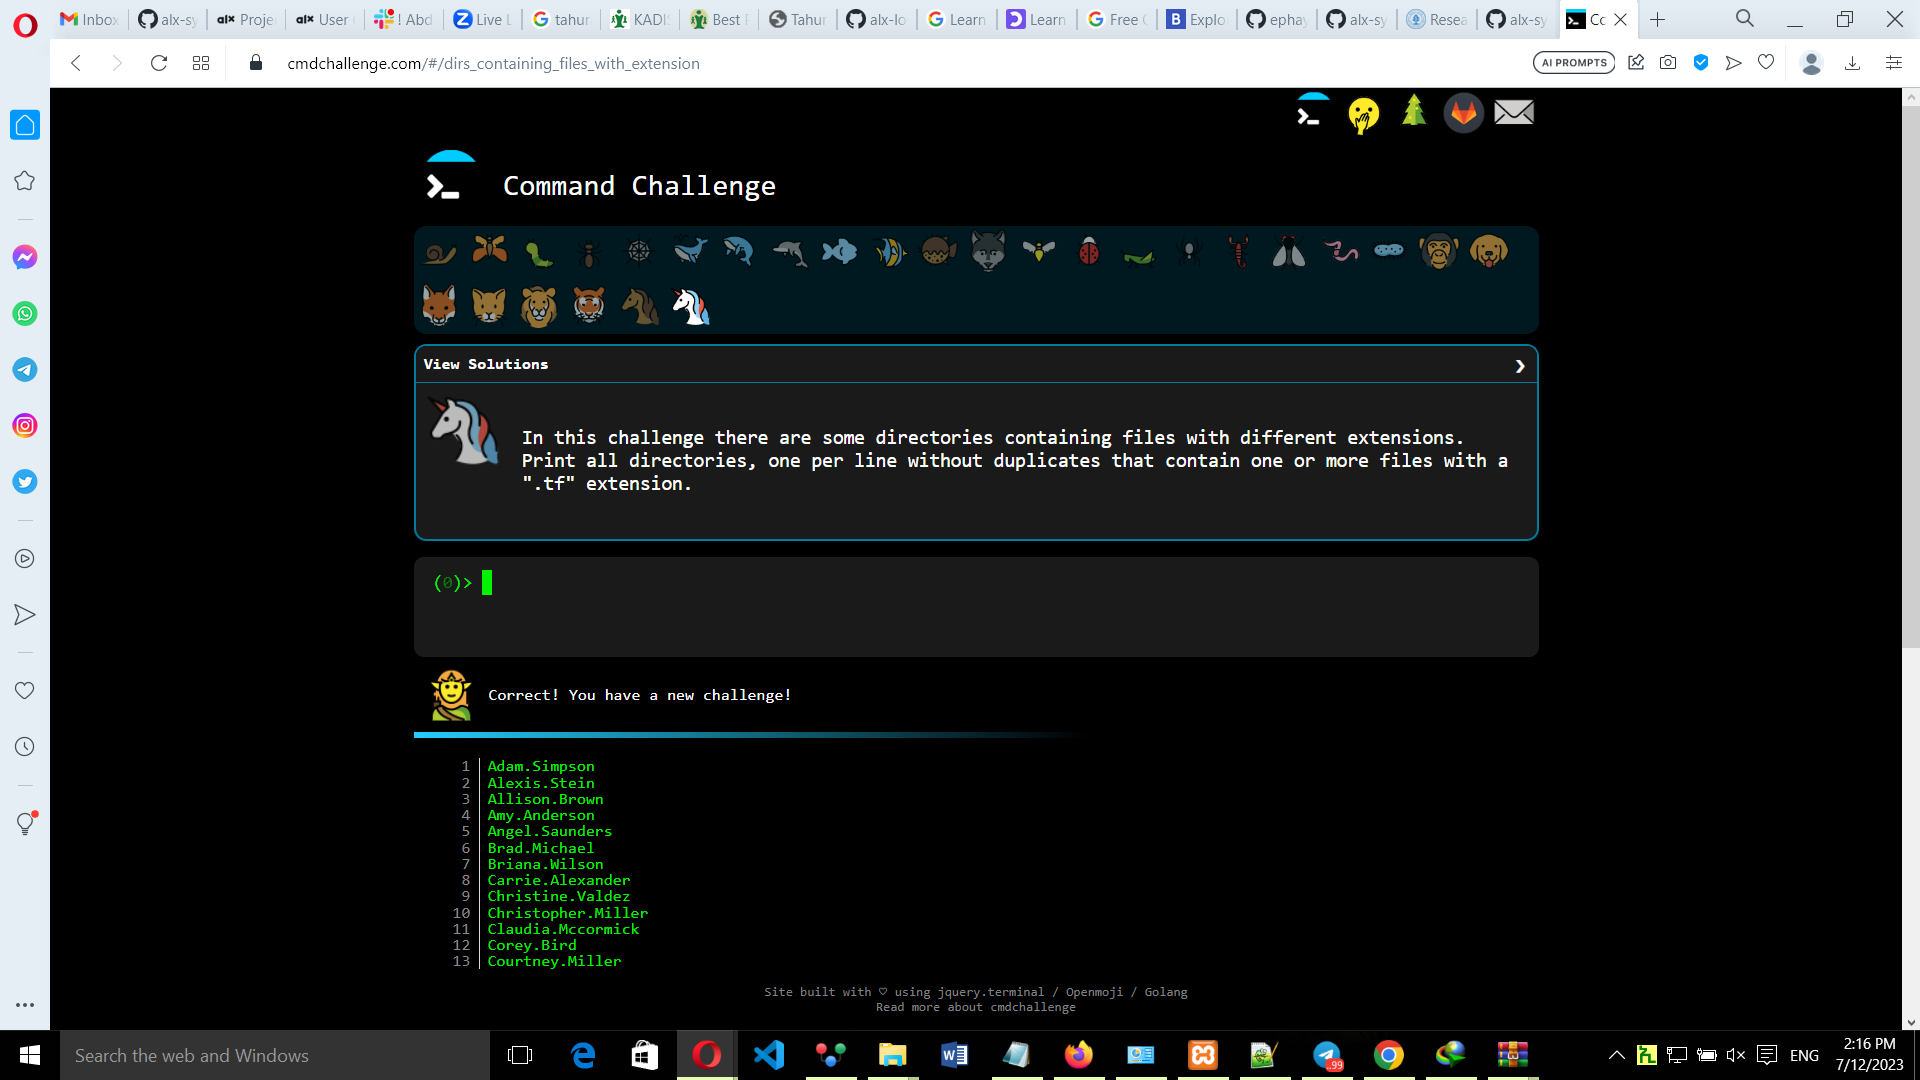 Inbox
alx-sy
alx Proje
alx User
! Abd
Live L
tahur
KADIS
Best
Tahur
alx-lo
Learn
Learn
Free C
Explo
ephay
alx-sy
Resea
alx-sy
Co
cmdchallenge.com/#/dirs_containing_files_with_extension
AI PROMPTS
Command Challenge
View Solutions
In this challenge there are some directories containing files with different extensions.
Print all directories, one per line without duplicates that contain one or more files with a
".tf" extension.
(0)>
Correct! You have a new challenge!
1 Adam.Simpson
2 Alexis.Stein
3 Allison.Brown
4 Amy.Anderson
5 Angel.Saunders
6 Brad.Michael
7 Briana.Wilson
8 Carrie.Alexander
9 Christine.Valdez
10 Christopher.Miller
11 Claudia.Mccormick
12 Corey.Bird
13 Courtney.Miller
Site built with ♡ using jquery.terminal / Openmoji / Golang
Read more about cmdchallenge
Search the web and Windows
.99
ENG
2:16 PM
7/12/2023